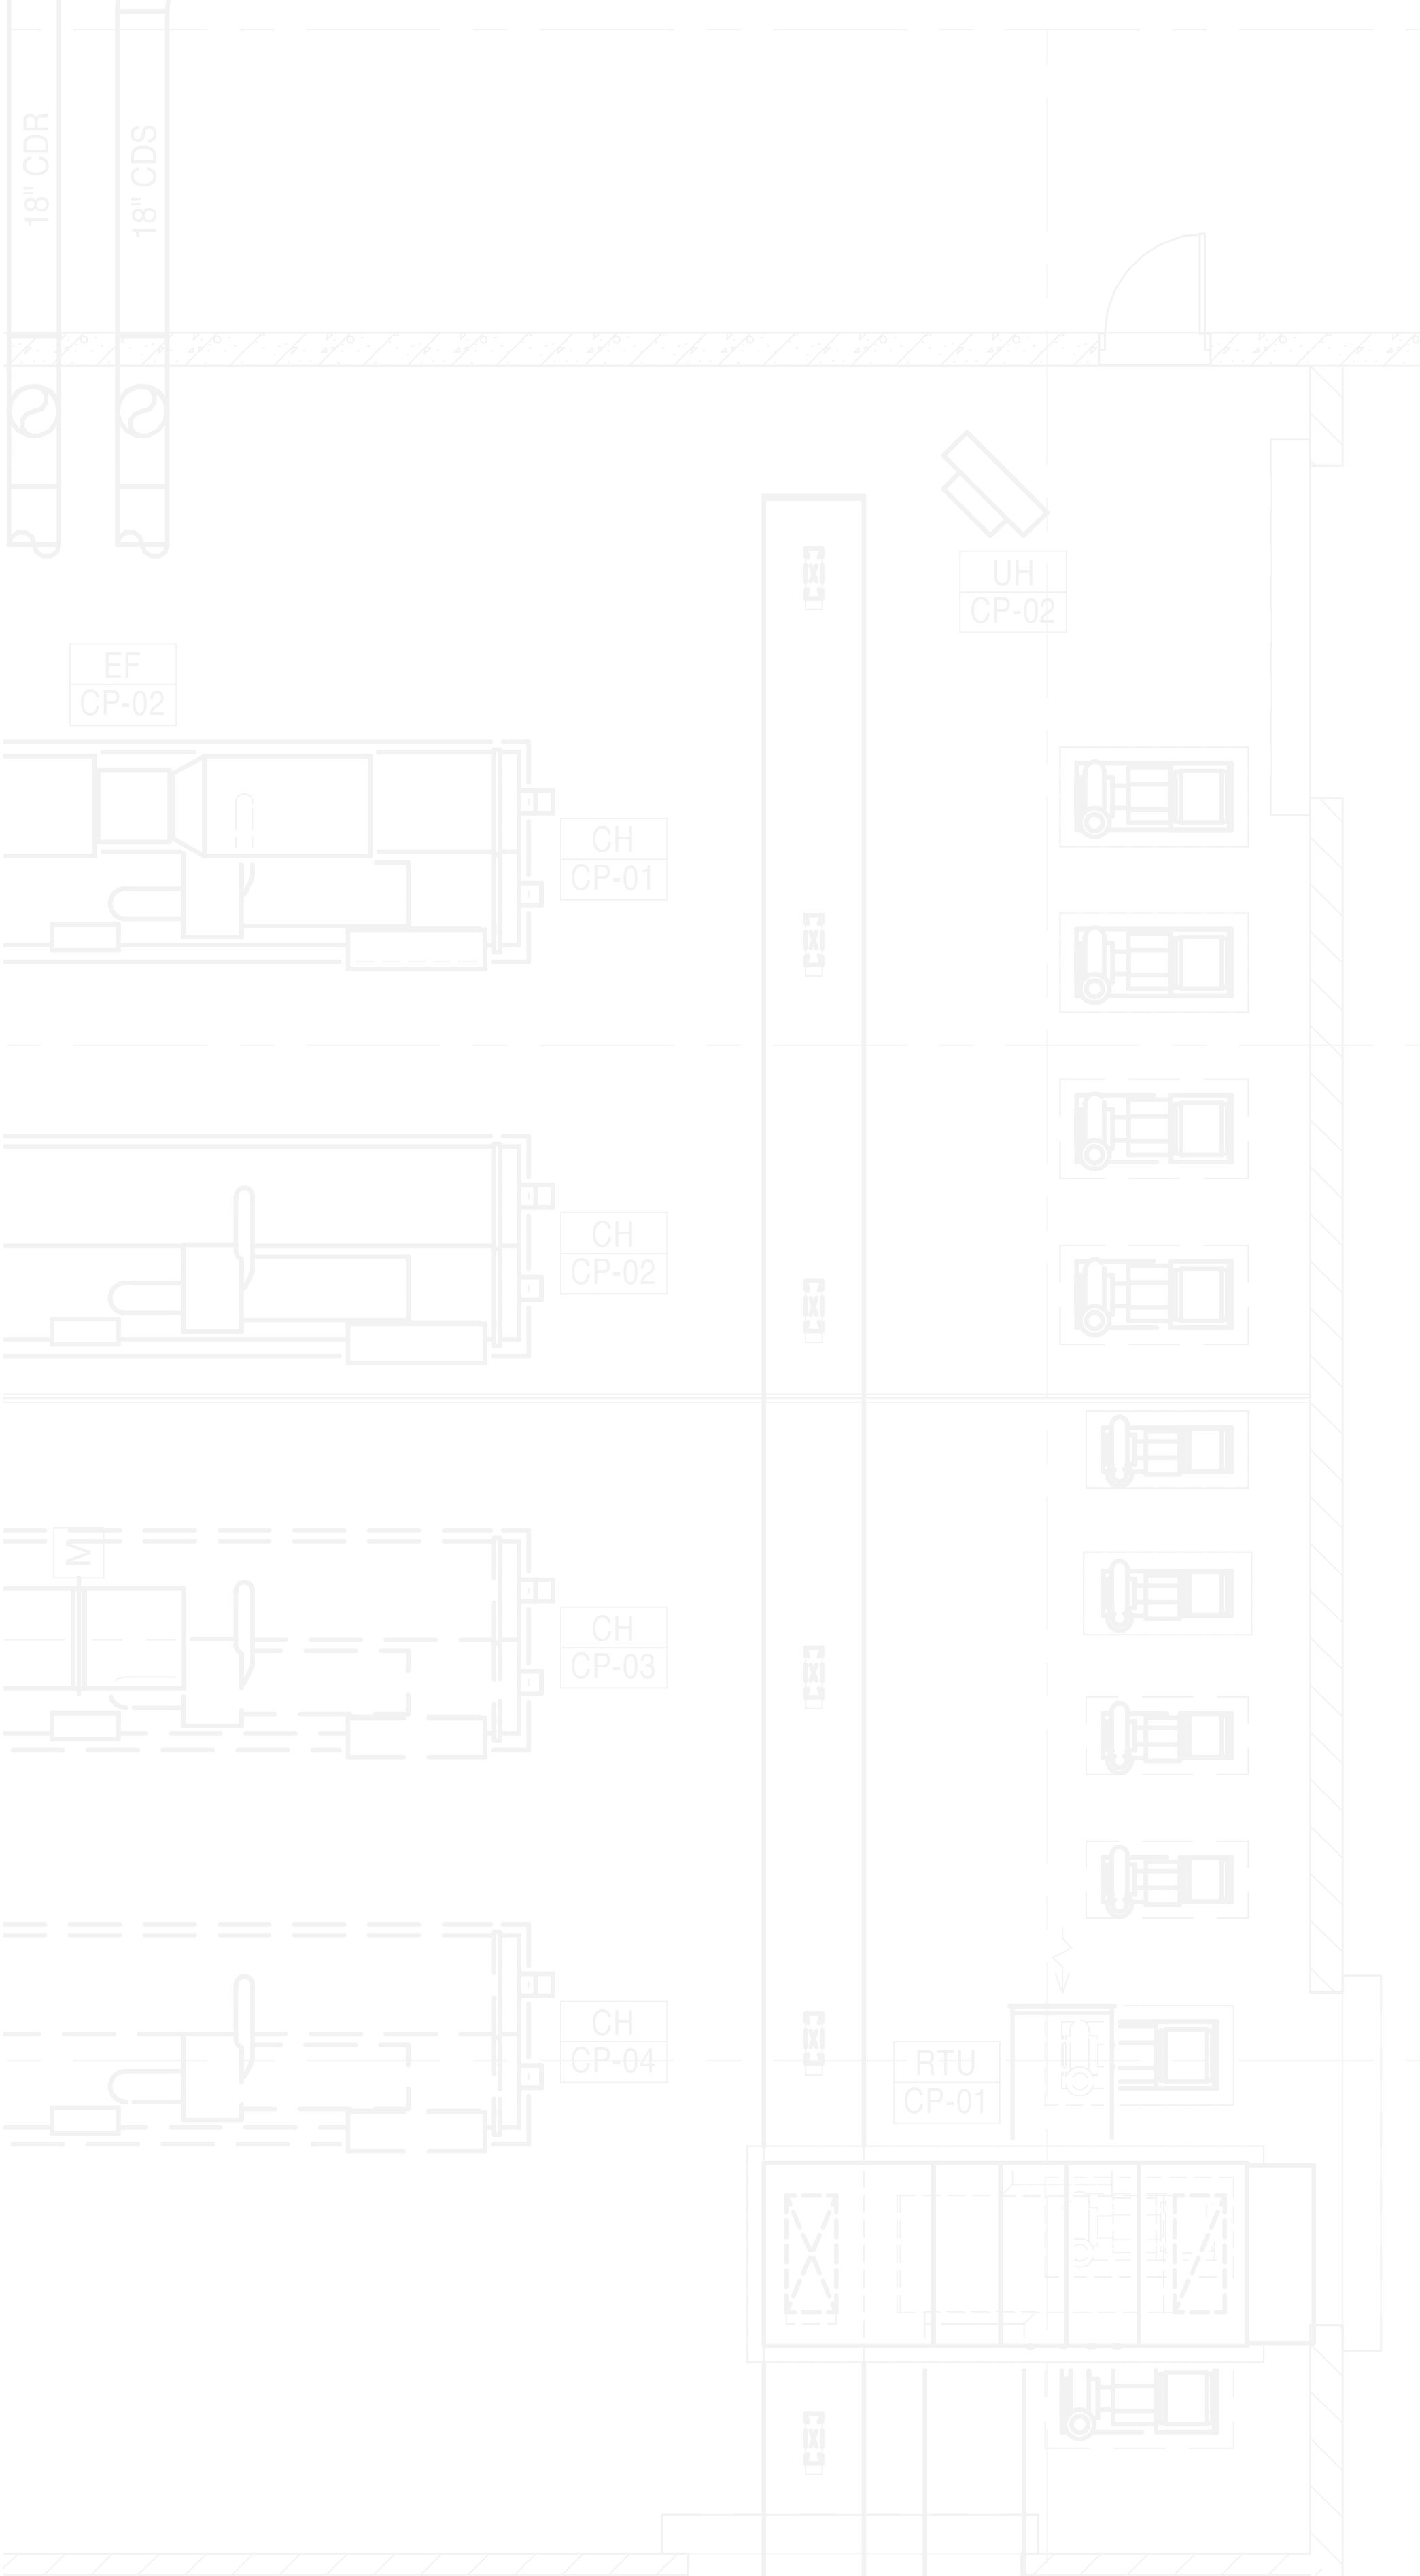 18" CDR
18" CDS
UH
CP-02
EF
CP-02
CH
CP-01
CH
CP-02
M
CH
CP-03
CH
CP-04
RTU
CP-01